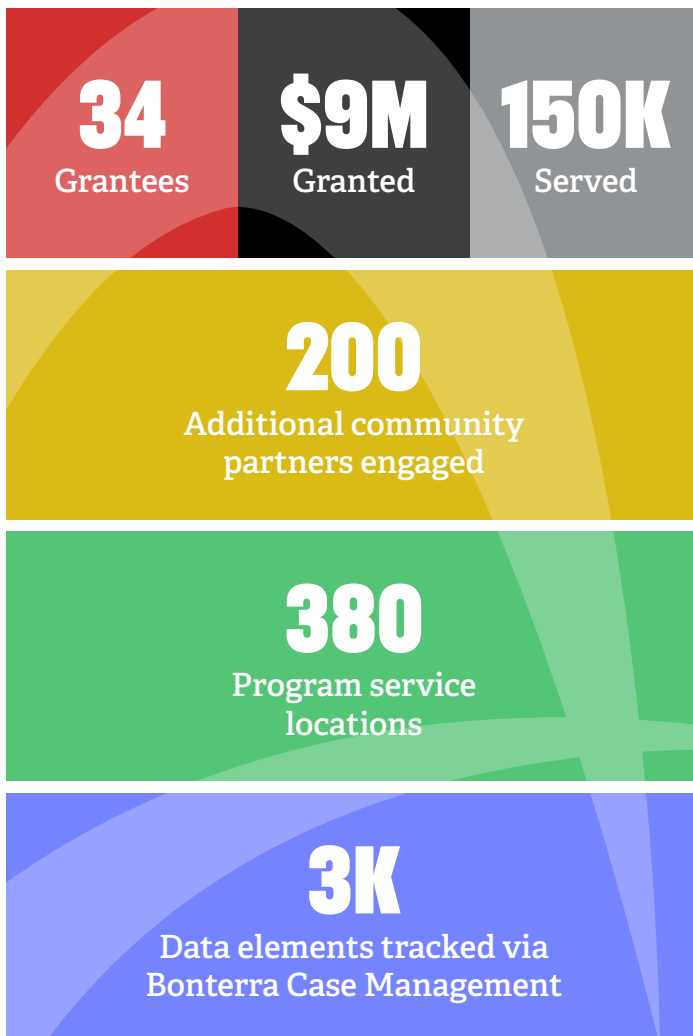 34
Grantees
$9M
Granted
150K
Served
200
Additional community
partners engaged
380
Program service
locations
3K
Data elements tracked via
Bonterra Case Management